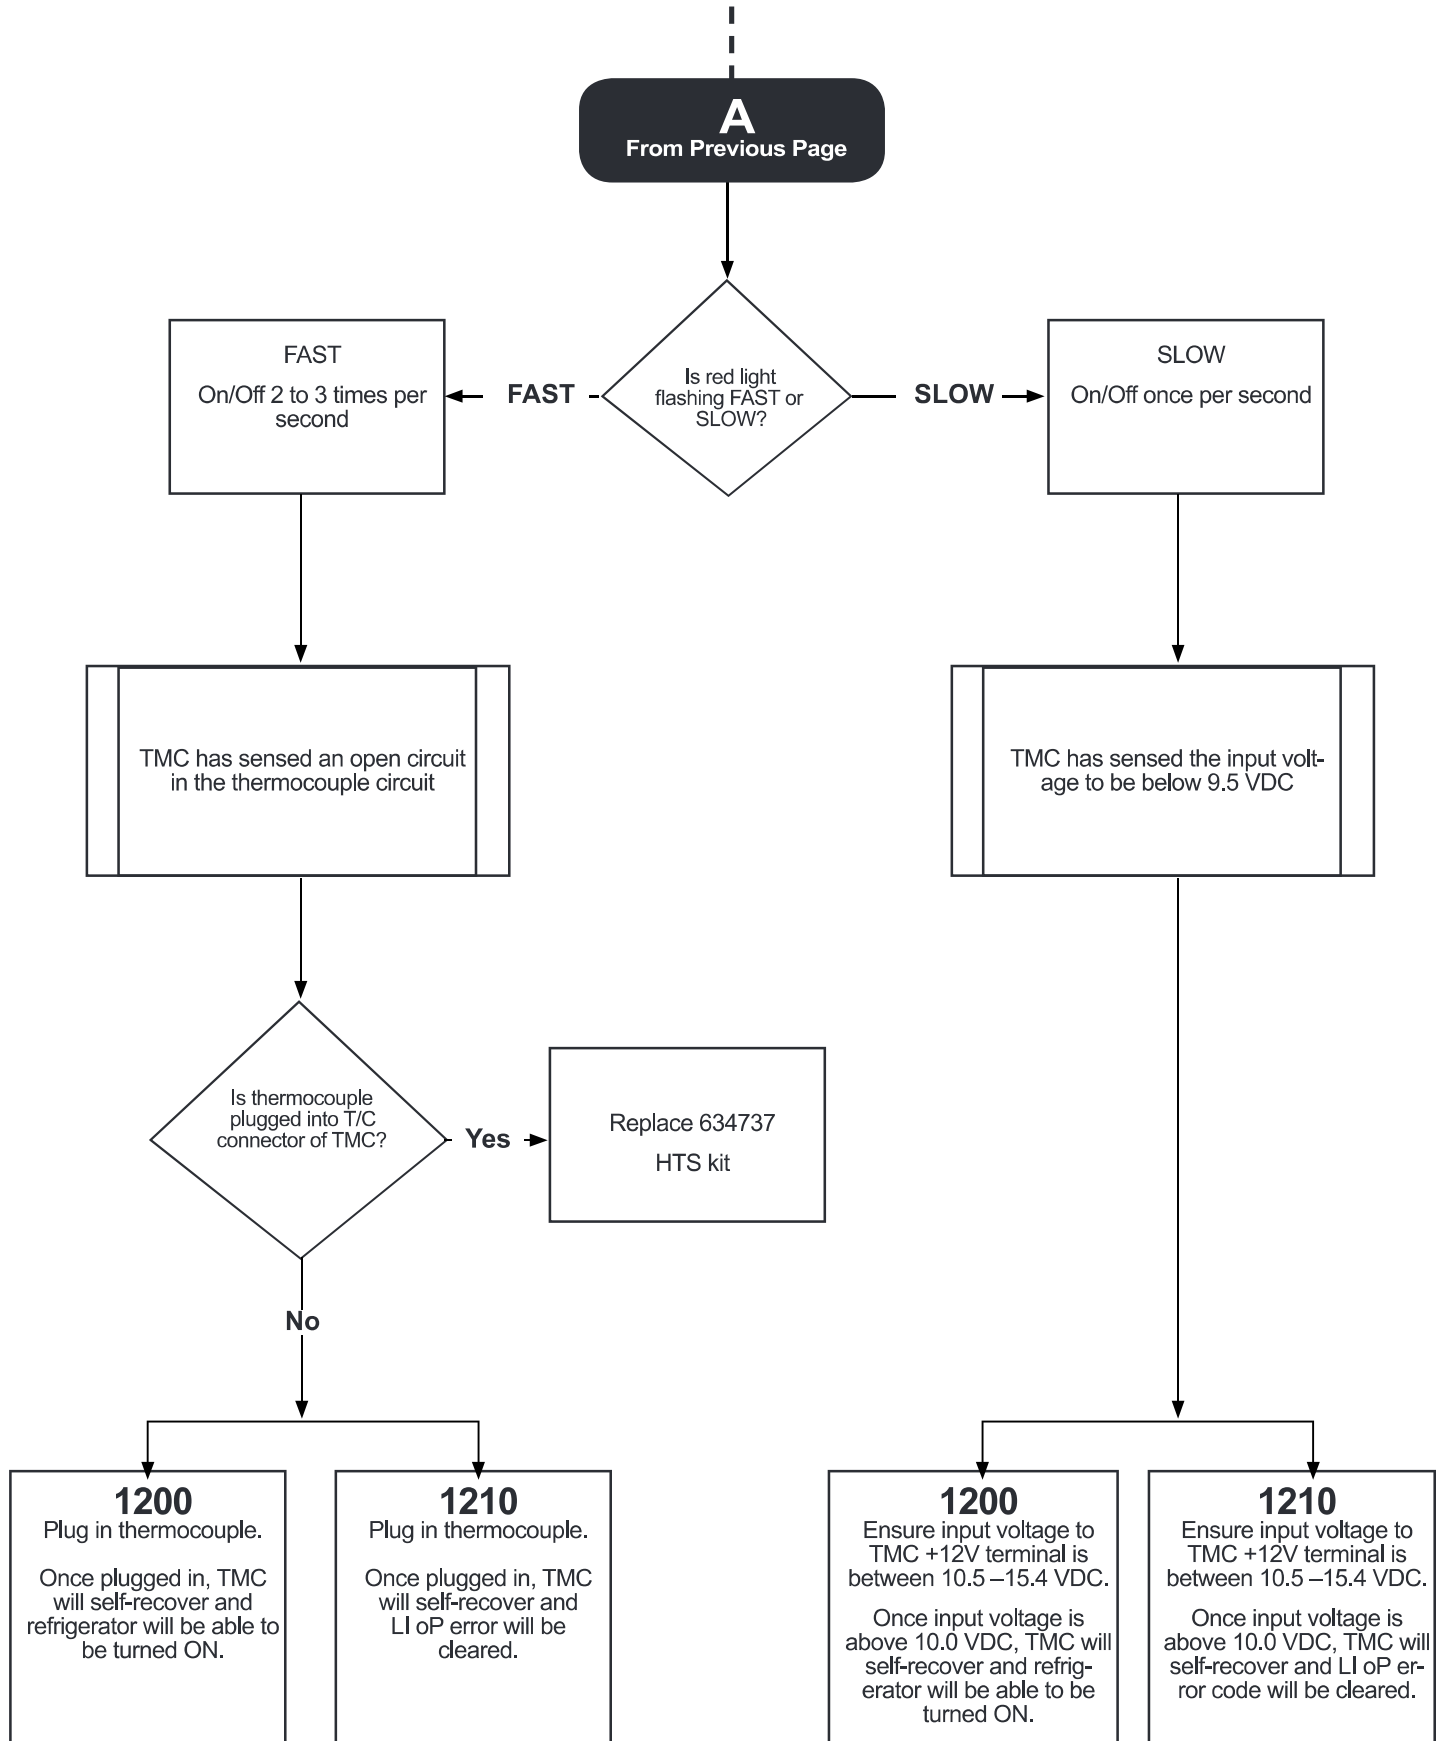 A
From Previous Page
Is red light
flashing FAST or
SLOW?
FAST
FAST
On/Off 2 to 3 times per
second
SLOW
SLOW
On/Off once per second
TMC has sensed an open circuit
in the thermocouple circuit
TMC has sensed the input volt-
age to be below 9.5 VDC
Is thermocouple
plugged into T/C
connector of TMC?
Yes
Replace 634737
HTS kit
No
1200
Plug in thermocouple.
Once plugged in, TMC
will self-recover and
refrigerator will be able to
be turned ON.
1210
Plug in thermocouple.
Once plugged in, TMC
will self-recover and
LI oP error will be
cleared.
1200
Ensure input voltage to
TMC +12V terminal is
between 10.5 –15.4 VDC.
Once input voltage is
above 10.0 VDC, TMC will
self-recover and refrig-
erator will be able to be
turned ON.
1210
Ensure input voltage to
TMC +12V terminal is
between 10.5 –15.4 VDC.
Once input voltage is
above 10.0 VDC, TMC will
self-recover and LI oP er-
ror code will be cleared.